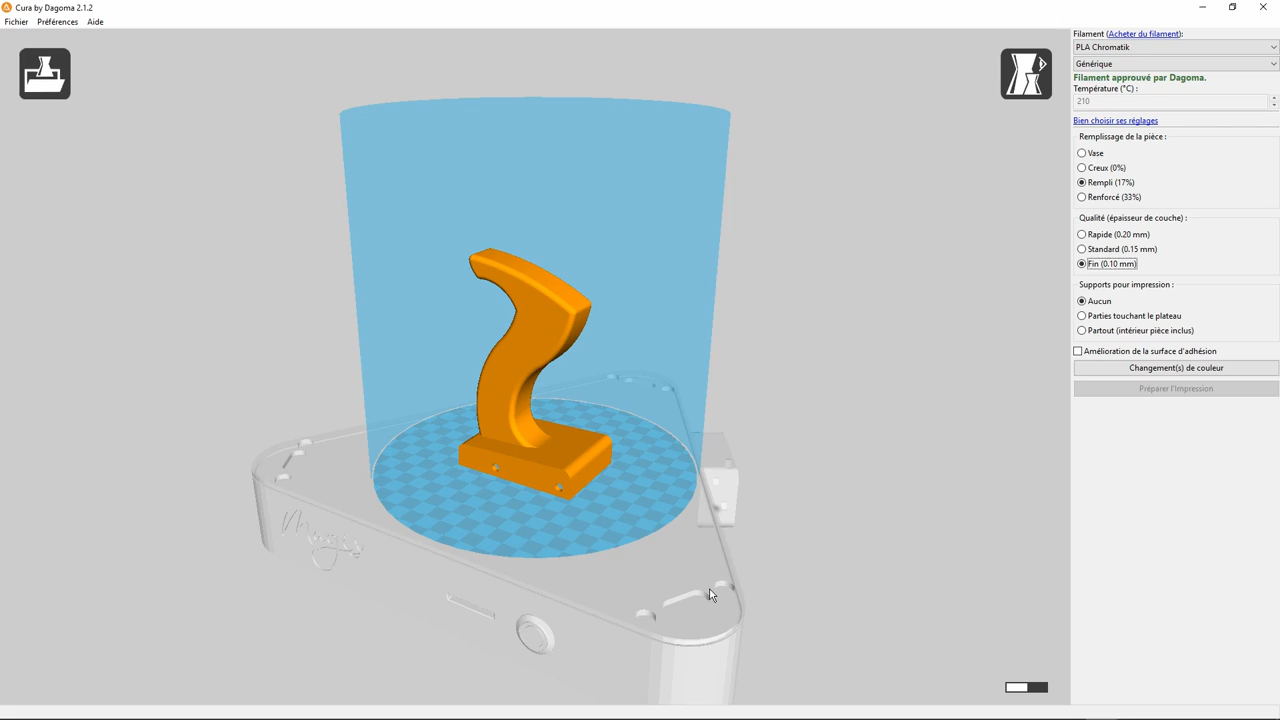 Cura by Dagoma 2.1.2
Fichier Préférences Aide
Filament (Acheter du filament):
PLA Chromatik
Générique
Filament approuvé par Dagoma.
Température (°C) :
210
Bien choisir ses réglages
Remplissage de la pièce :
Vase
Creux (0%)
Rempli (17%)
Renforcé (33%)
Qualité (épaisseur de couche) :
Rapide (0.20 mm)
Standard (0.15 mm)
Fin (0.10 mm)
Supports pour impression :
Aucun
Parties touchant le plateau
Partout (intérieur pièce inclus)
Amélioration de la surface d'adhésion
Changement(s) de couleur
Préparer l'Impression